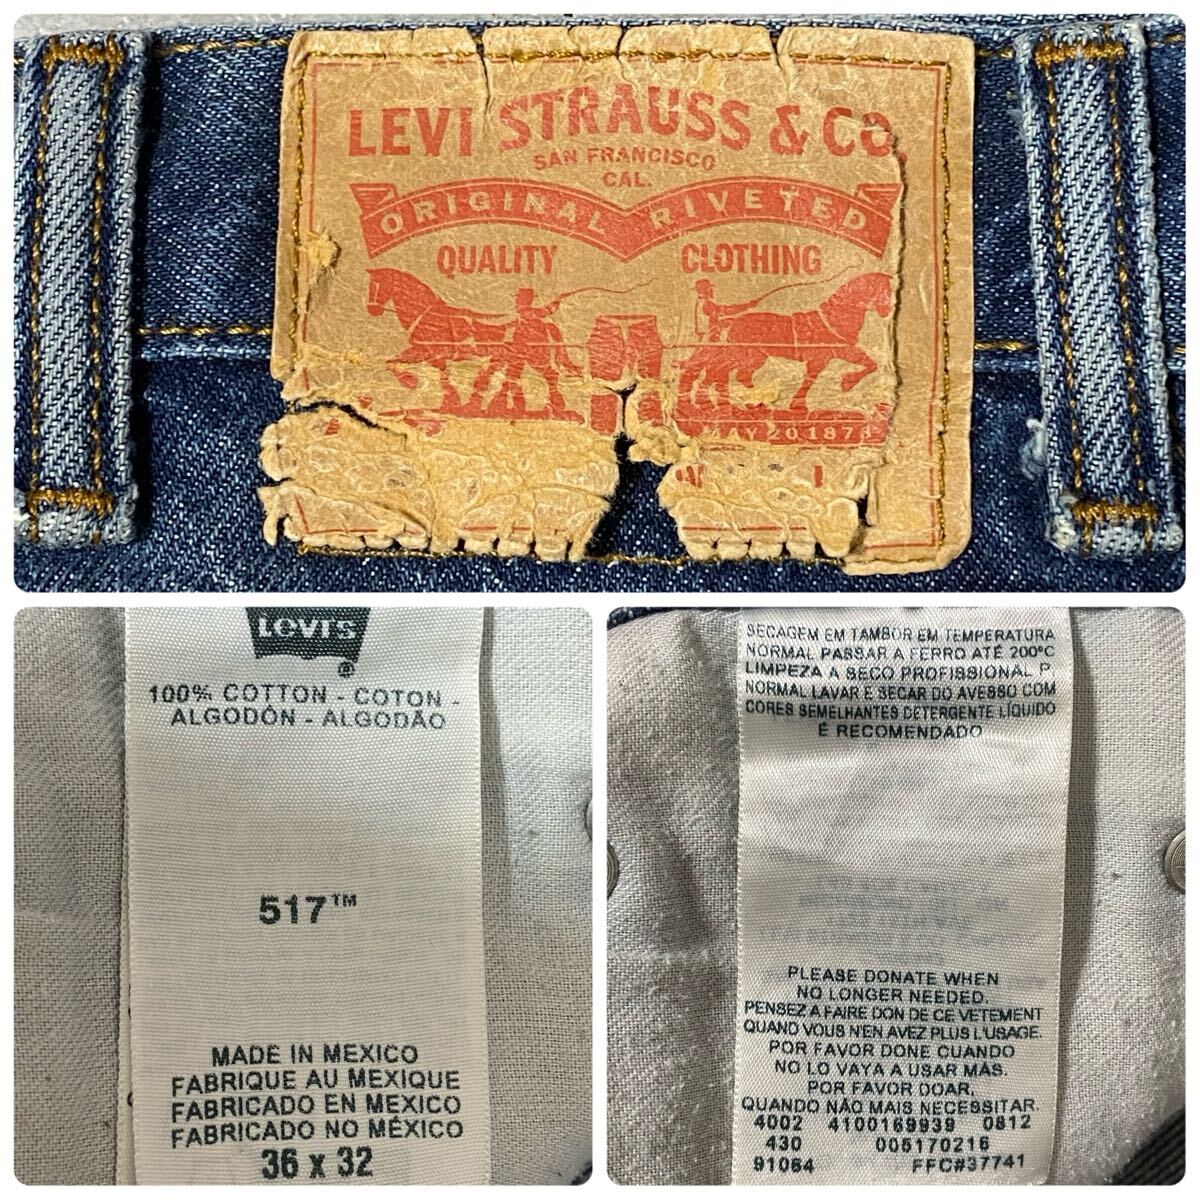 LEVI STRAUSS & CO.
SAN FRANCISCO
CAL.
ORIGINAL RIVETED
QUALITY CLOTHING
MAY 20 1873
Levi's
®
100% COTTON - COTON -
ALGODÓN - ALGODÃO
517™
MADE IN MEXICO
FABRIQUE AU MEXIQUE
FABRICADO EN MEXICO
FABRICADO NO MÉXICO
36 x 32
SECAGEM EM TAMBOR EM TEMPERATURA
NORMAL PASSAR A FERRO ATÉ 200°C
LIMPEZA A SECO PROFISSIONAL P
NORMAL LAVAR E SECAR DO AVESSO COM
CORES SEMELHANTES DETERGENTE LÍQUIDO
É RECOMENDADO
PLEASE DONATE WHEN
NO LONGER NEEDED.
PENSEZ A FAIRE DON DE CE VETEMENT
QUAND VOUS N'EN AVEZ PLUS L'USAGE.
POR FAVOR DONE CUANDO
NO LO VAYA A USAR MÁS.
POR FAVOR DOAR,
QUANDO NÃO MAIS NECESSITAR.
4002 4100169939 0812
430 005170216
91064 FFC#37741